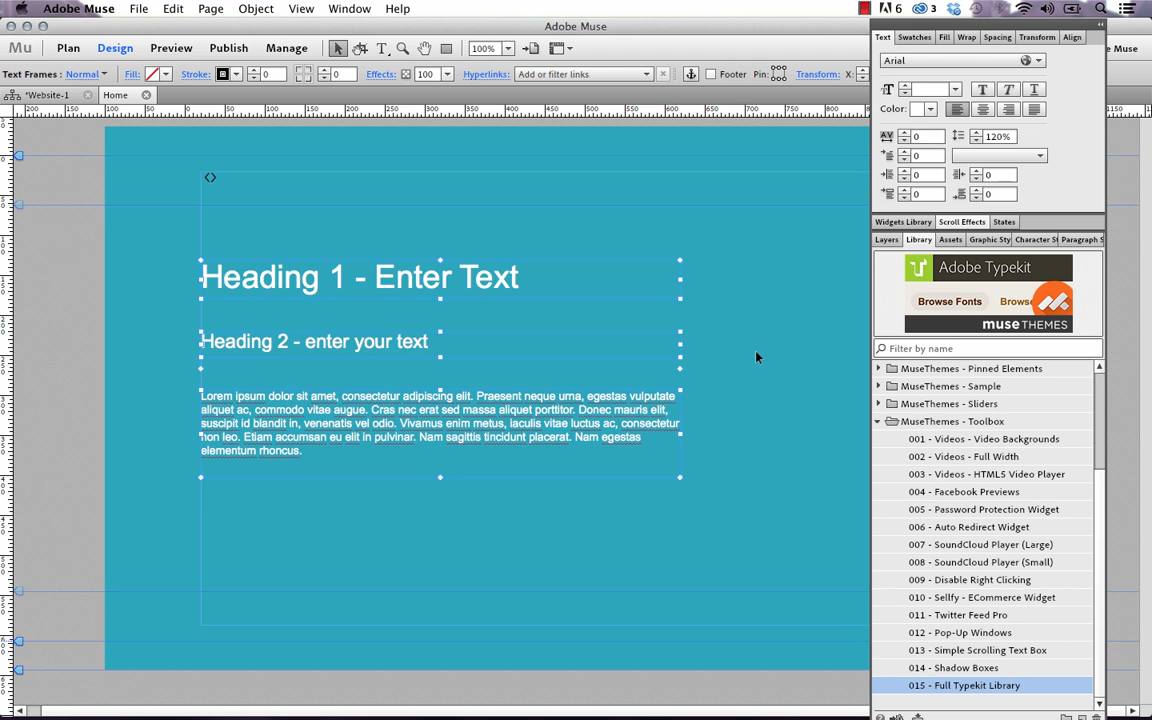 Adobe Muse File Edit Page Object View Window Help 6 3
Adobe Muse
Mu Plan Design Preview Publish Manage 100% Muse
Text Frames: Normal Fill: Stroke: 0 0 Effects: 100 Hyperlinks: Add or filter links Footer Pin: Transform: X:
*Website-1 Home
Heading 1 - Enter Text
Heading 2 - enter your text
Lorem ipsum dolor sit amet, consectetur adipiscing elit. Praesent neque urna, egestas vulputate
aliquet ac, commodo vitae augue. Cras nec erat sed massa aliquet porttitor. Donec mauris elit,
suscipit id blandit in, venenatis vel odio. Vivamus enim metus, iaculis vitae luctus ac, consectetur
non leo. Etiam accumsan eu elit in pulvinar. Nam sagittis tincidunt placerat. Nam egestas
elementum rhoncus.
Text Swatches Fill Wrap Spacing Transform Align
Arial
Color:
0 120%
0
0 0
0 0
Widgets Library Scroll Effects States
Layers Library Assets Graphic Sty Character St Paragraph S
Adobe Typekit
Browse Fonts Brows
museTHEMES
Filter by name
MuseThemes - Pinned Elements
MuseThemes - Sample
MuseThemes - Sliders
MuseThemes - Toolbox
001 - Videos - Video Backgrounds
002 - Videos - Full Width
003 - Videos - HTML5 Video Player
004 - Facebook Previews
005 - Password Protection Widget
006 - Auto Redirect Widget
007 - SoundCloud Player (Large)
008 - SoundCloud Player (Small)
009 - Disable Right Clicking
010 - Sellfy - ECommerce Widget
011 - Twitter Feed Pro
012 - Pop-Up Windows
013 - Simple Scrolling Text Box
014 - Shadow Boxes
015 - Full Typekit Library